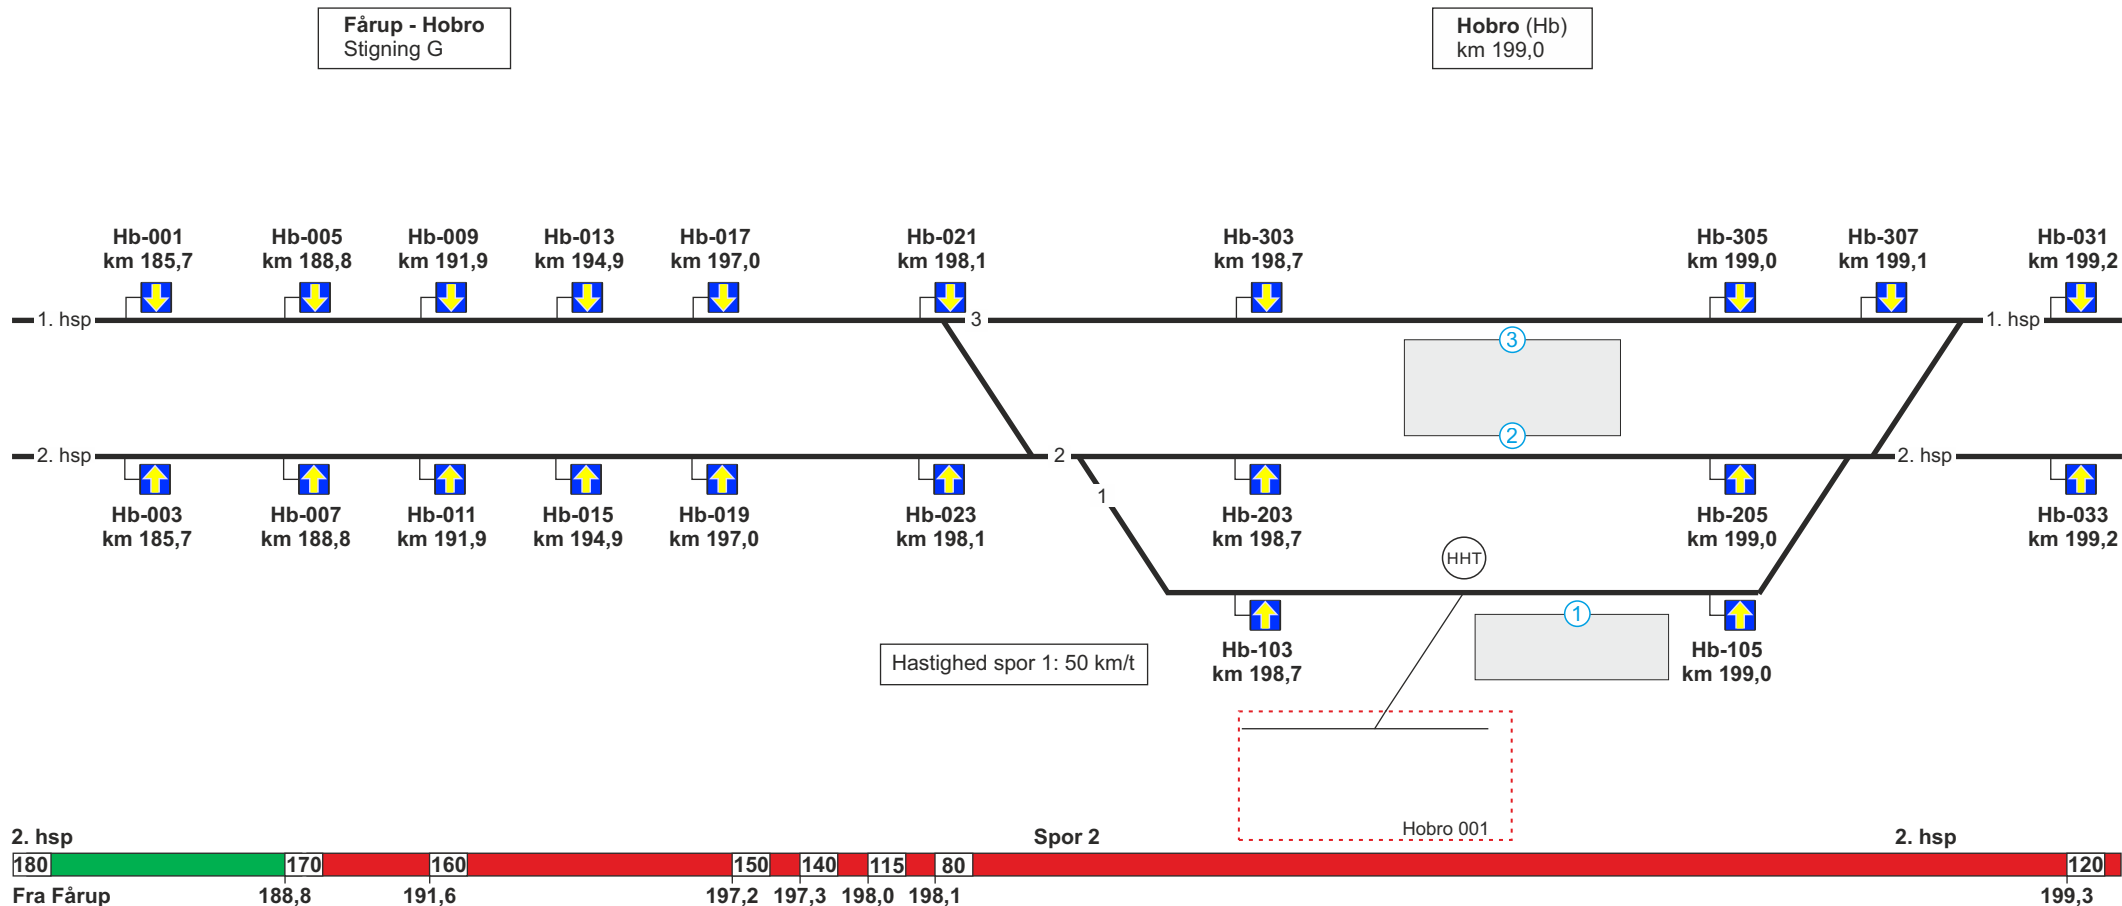 Fårup - Hobro
Stigning G
Hobro (Hb)
km 199,0
Hb-001
km 185,7
Hb-005
km 188,8
Hb-009
km 191,9
Hb-013
km 194,9
Hb-017
km 197,0
Hb-021
km 198,1
Hb-303
km 198,7
Hb-305
km 199,0
Hb-307
km 199,1
Hb-031
km 199,2
1. hsp
3
1. hsp
3
2
2. hsp
2
2. hsp
1
Hb-003
km 185,7
Hb-007
km 188,8
Hb-011
km 191,9
Hb-015
km 194,9
Hb-019
km 197,0
Hb-023
km 198,1
Hb-203
km 198,7
Hb-205
km 199,0
Hb-033
km 199,2
HHT
1
Hastighed spor 1: 50 km/t
Hb-103
km 198,7
Hb-105
km 199,0
Hobro 001
2. hsp
Spor 2
2. hsp
180 170 160 150 140 115 80 120
Fra Fårup 188,8 191,6 197,2 197,3 198,0 198,1 199,3